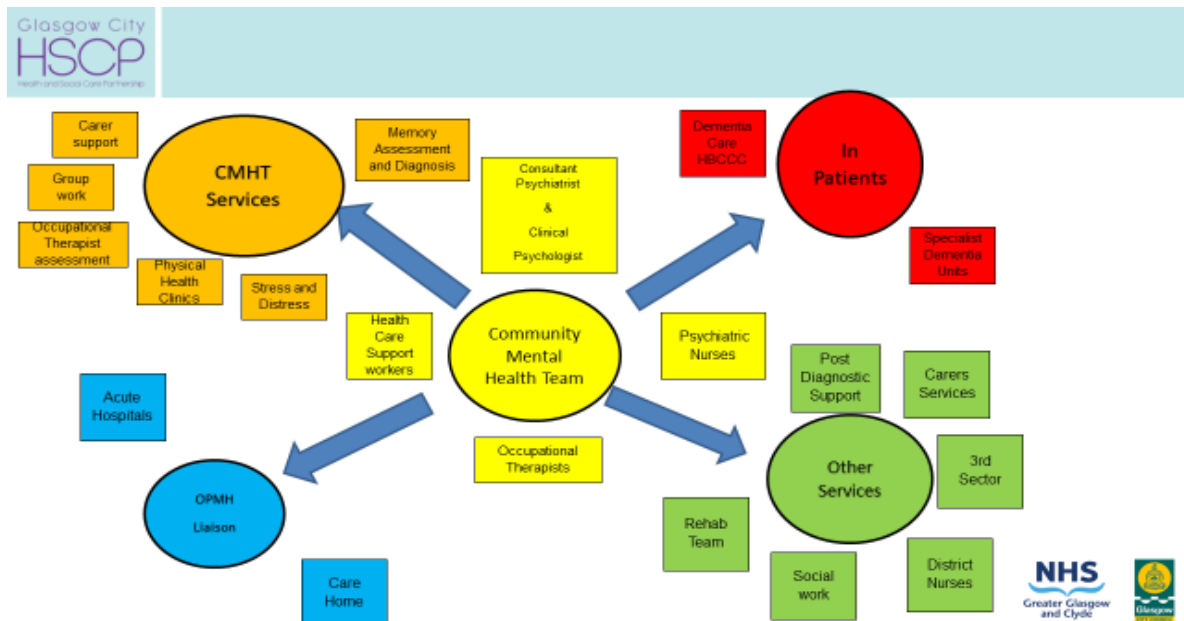 Glasgow City
HSCP
Health and Social Care Partnership
Carer
support
Group
work
Occupational
Therapist
assessment
Physical
Health
Clinics
Stress and
Distress
CMHT
Services
Memory
Assessment
and Diagnosis
Consultant
Psychiatrist
&
Clinical
Psychologist
Dementia
Care
HBCCC
In
Patients
Specialist
Dementia
Units
Health
Care
Support
workers
Community
Mental
Health Team
Psychiatric
Nurses
Occupational
Therapists
Acute
Hospitals
OPMH
Liaison
Care
Home
Post
Diagnostic
Support
Carers
Services
Other
Services
3rd
Sector
Rehab
Team
Social
work
District
Nurses
NHS
Greater Glasgow
and Clyde
Glasgow
CITY COUNCIL